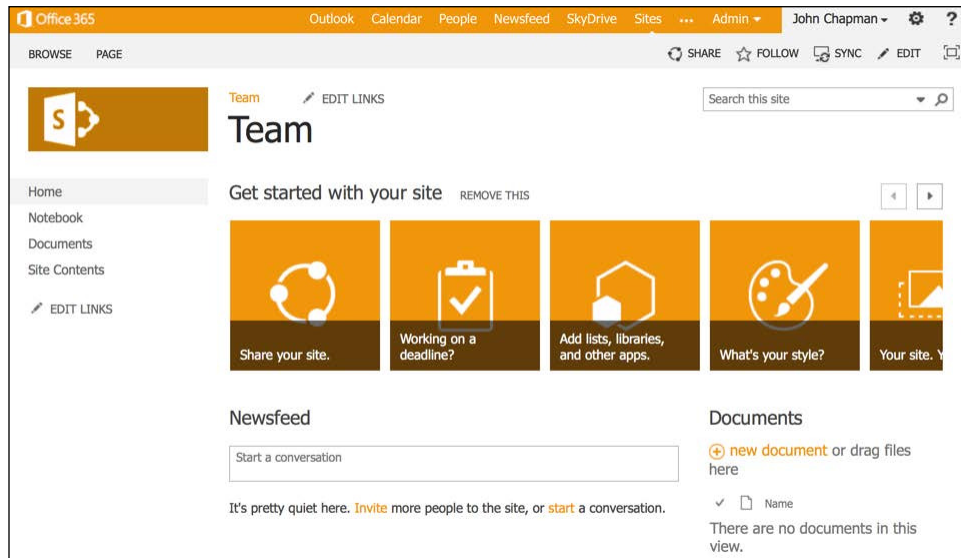 Office 365 Outlook Calendar People Newsfeed SkyDrive Sites ••• Admin John Chapman ?
BROWSE PAGE SHARE FOLLOW SYNC EDIT
S
Team EDIT LINKS
Search this site
Team
Home
Notebook
Documents
Site Contents
EDIT LINKS
Get started with your site REMOVE THIS
Share your site.
Working on a
deadline?
Add lists, libraries,
and other apps.
What's your style?
Your site.
Newsfeed
Start a conversation
It's pretty quiet here. Invite more people to the site, or start a conversation.
Documents
new document or drag files
here
Name
There are no documents in this
view.